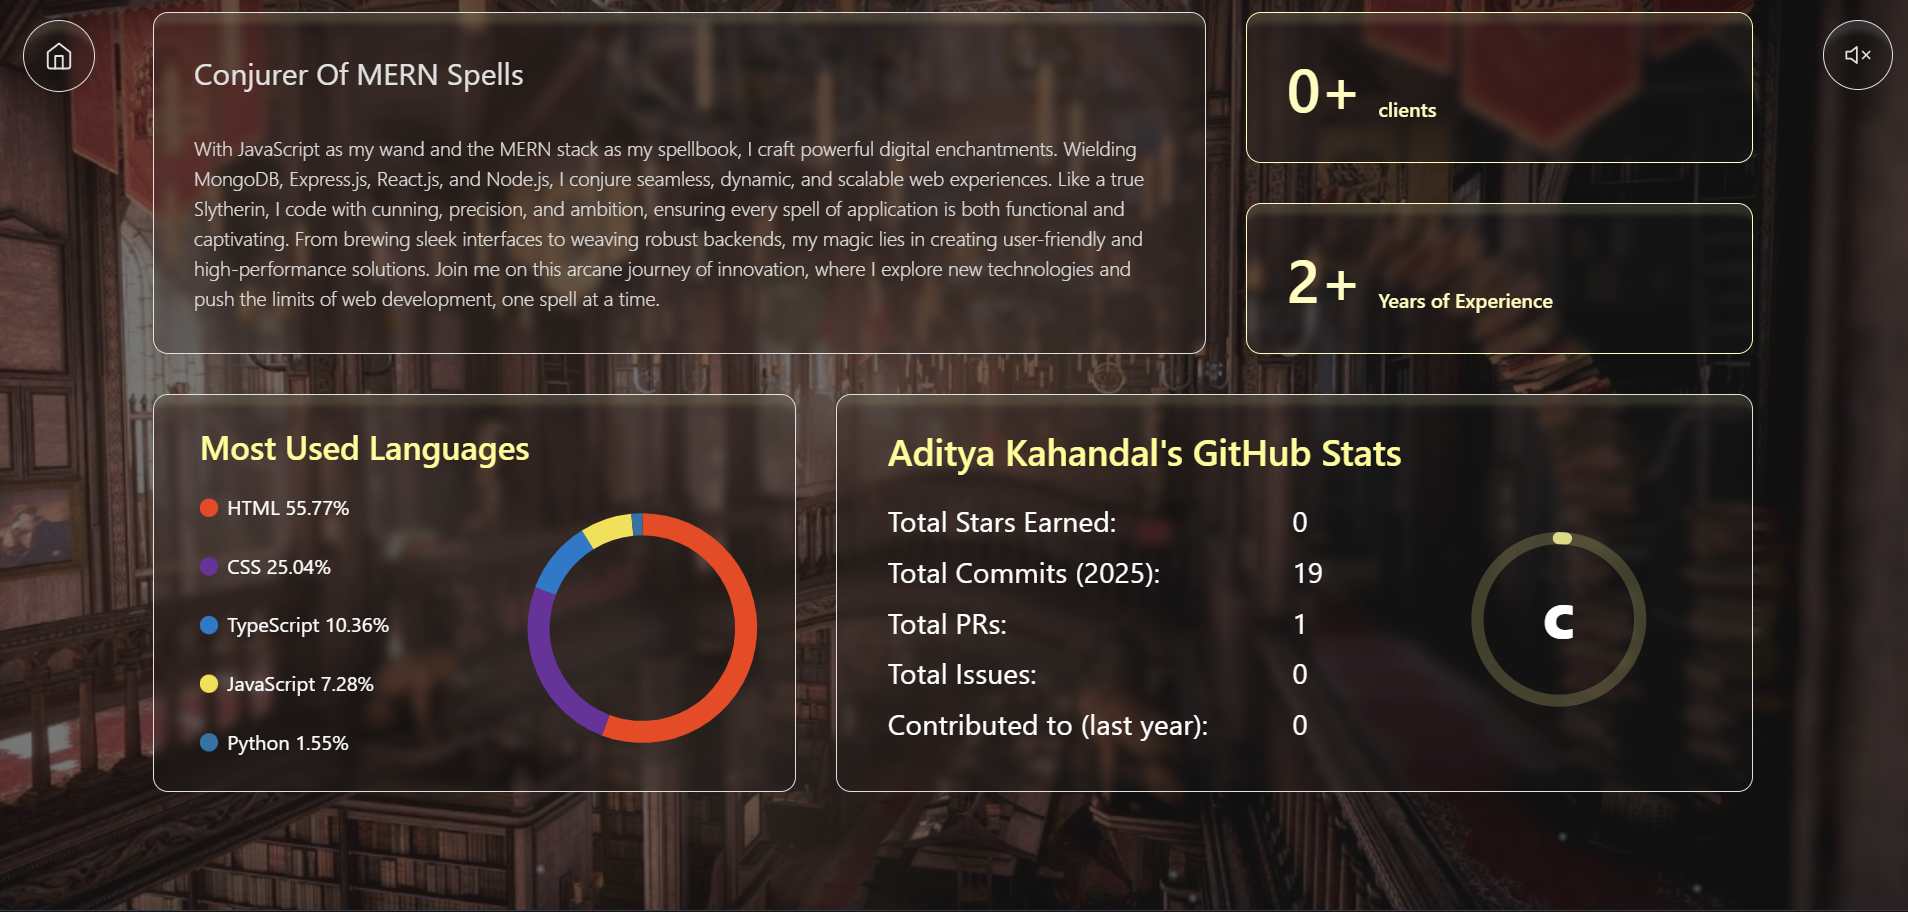 Conjurer Of MERN Spells
With JavaScript as my wand and the MERN stack as my spellbook, I craft powerful digital enchantments. Wielding
MongoDB, Express.js, React.js, and Node.js, I conjure seamless, dynamic, and scalable web experiences. Like a true
Slytherin, I code with cunning, precision, and ambition, ensuring every spell of application is both functional and
captivating. From brewing sleek interfaces to weaving robust backends, my magic lies in creating user-friendly and
high-performance solutions. Join me on this arcane journey of innovation, where I explore new technologies and
push the limits of web development, one spell at a time.
0+ clients
2+ Years of Experience
Most Used Languages
HTML 55.77%
CSS 25.04%
TypeScript 10.36%
JavaScript 7.28%
Python 1.55%
Aditya Kahandal's GitHub Stats
Total Stars Earned: 0
Total Commits (2025): 19
Total PRs: 1
Total Issues: 0
Contributed to (last year): 0
C